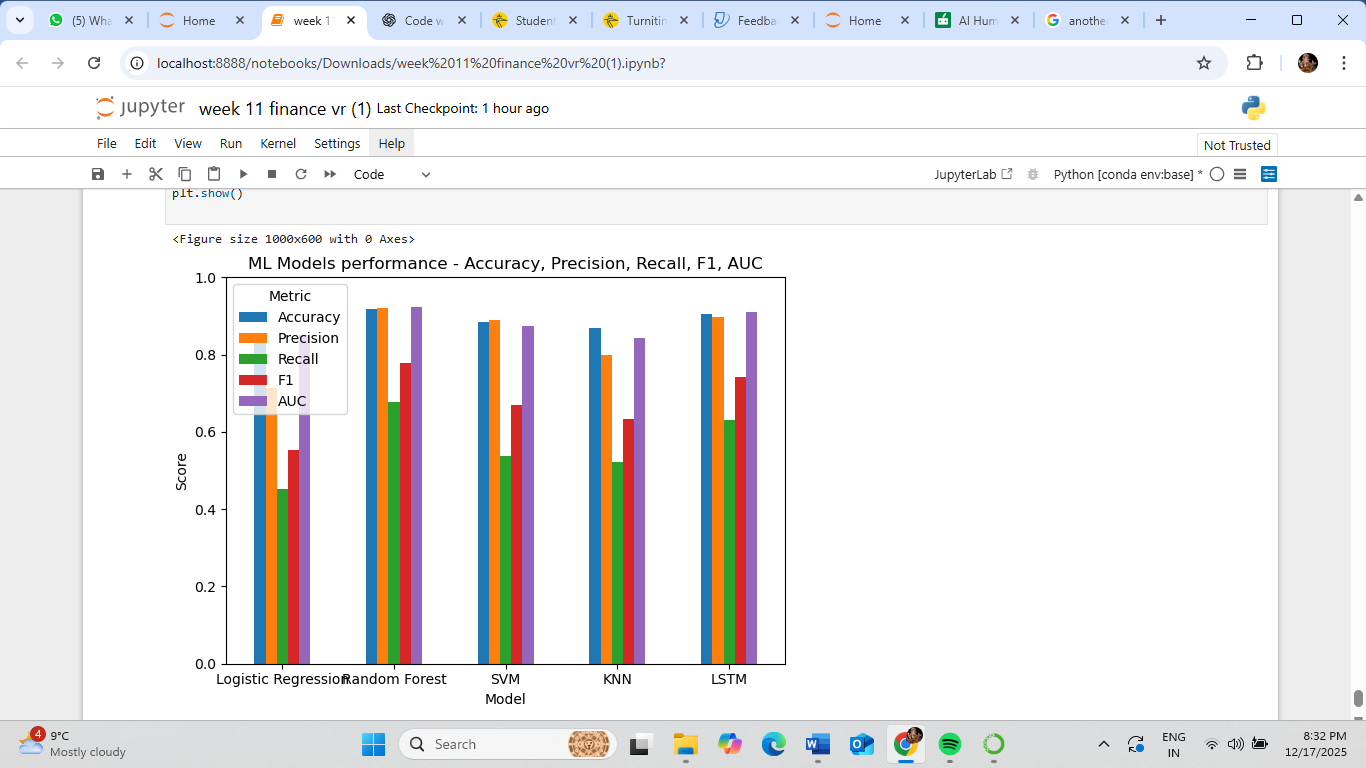 (5) Wha
Home
week 1
Code w
Student
Turnitin
Feedba
Home
AI Hum
anothe
localhost:8888/notebooks/Downloads/week%2011%20finance%20vr%20(1).ipynb?
jupyter week 11 finance vr (1) Last Checkpoint: 1 hour ago
File Edit View Run Kernel Settings Help
Not Trusted
Code
JupyterLab
Python [conda env:base] *
plt.show()
<Figure size 1000x600 with 0 Axes>
ML Models performance - Accuracy, Precision, Recall, F1, AUC
Metric
Accuracy
Precision
Recall
F1
AUC
1.0
0.8
0.6
0.4
0.2
0.0
Score
Logistic Regression
Random Forest
SVM
KNN
LSTM
Model
4
9°C
Mostly cloudy
Search
ENG
IN
8:32 PM
12/17/2025